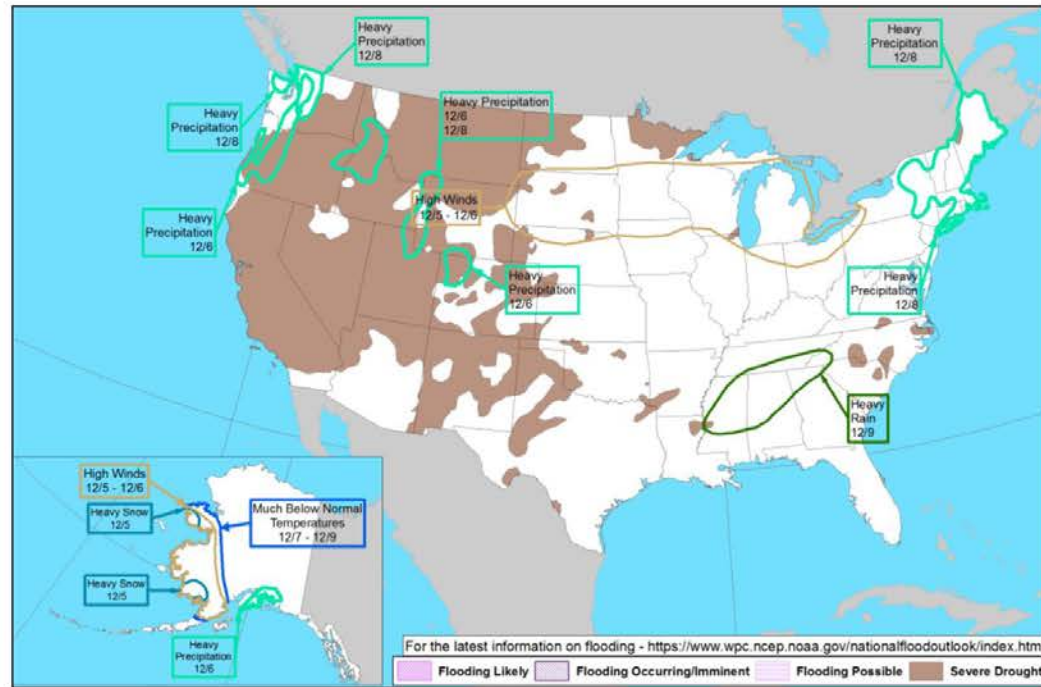 Heavy
Precipitation
12/8
Heavy
Precipitation
12/8
Heavy Precipitation
12/6
12/8
Heavy
Precipitation
12/8
High Winds
12/5 - 12/6
Heavy
Precipitation
12/6
Heavy
Precipitation
12/6
Heavy
Precipitation
12/8
Heavy
Rain
12/9
High Winds
12/5 - 12/6
Heavy Snow
12/5
Much Below Normal
Temperatures
12/7 - 12/9
Heavy Snow
12/5
Heavy
Precipitation
12/6
For the latest information on flooding - https://www.wpc.ncep.noaa.gov/nationalfloodoutlook/index.htm
Flooding Likely Flooding Occurring/Imminent Flooding Possible Severe Drought